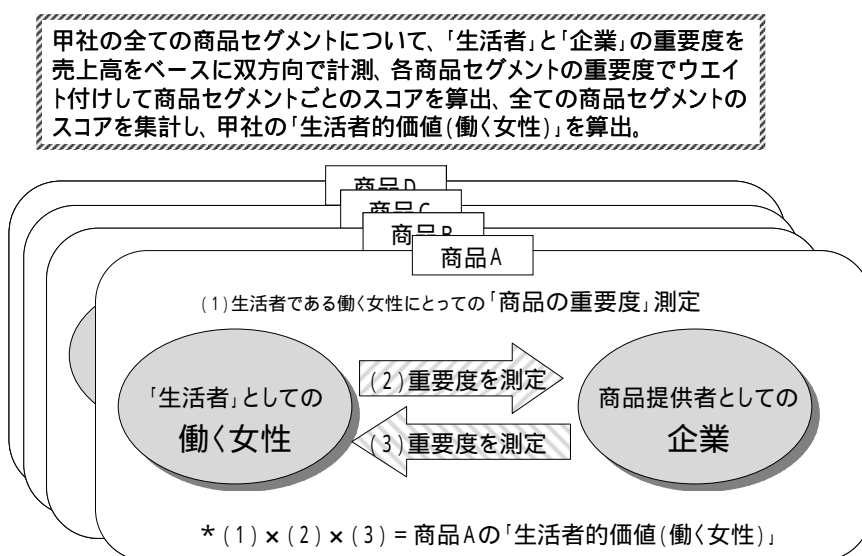 甲社の全ての商品セグメントについて、「生活者」と「企業」の重要度を
売上高をベースに双方向で計測、各商品セグメントの重要度でウエイ
ト付けして商品セグメントごとのスコアを算出、全ての商品セグメントの
スコアを集計し、甲社の「生活者的価値(働く女性)」を算出。
商品D
商品C
商品B
商品A
(1)生活者である働く女性にとっての「商品の重要度」測定
「生活者」としての
働く女性
(2)重要度を測定
(3)重要度を測定
商品提供者としての
企業
*(1)×(2)×(3)=商品Aの「生活者的価値(働く女性)」